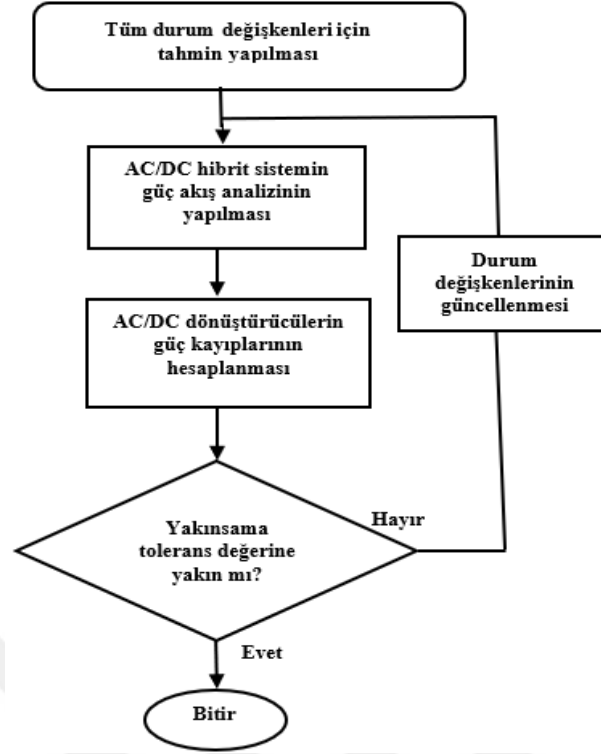 Tüm durum değişkenleri için
tahmin yapılması
AC/DC hibrit sistemin
güç akış analizinin
yapılması
Durum
değişkenlerinin
güncellenmesi
AC/DC dönüştürücülerin
güç kayıplarının
hesaplanması
Yakınsama
tolerans değerine
yakın mı?
Hayır
Evet
Bitir